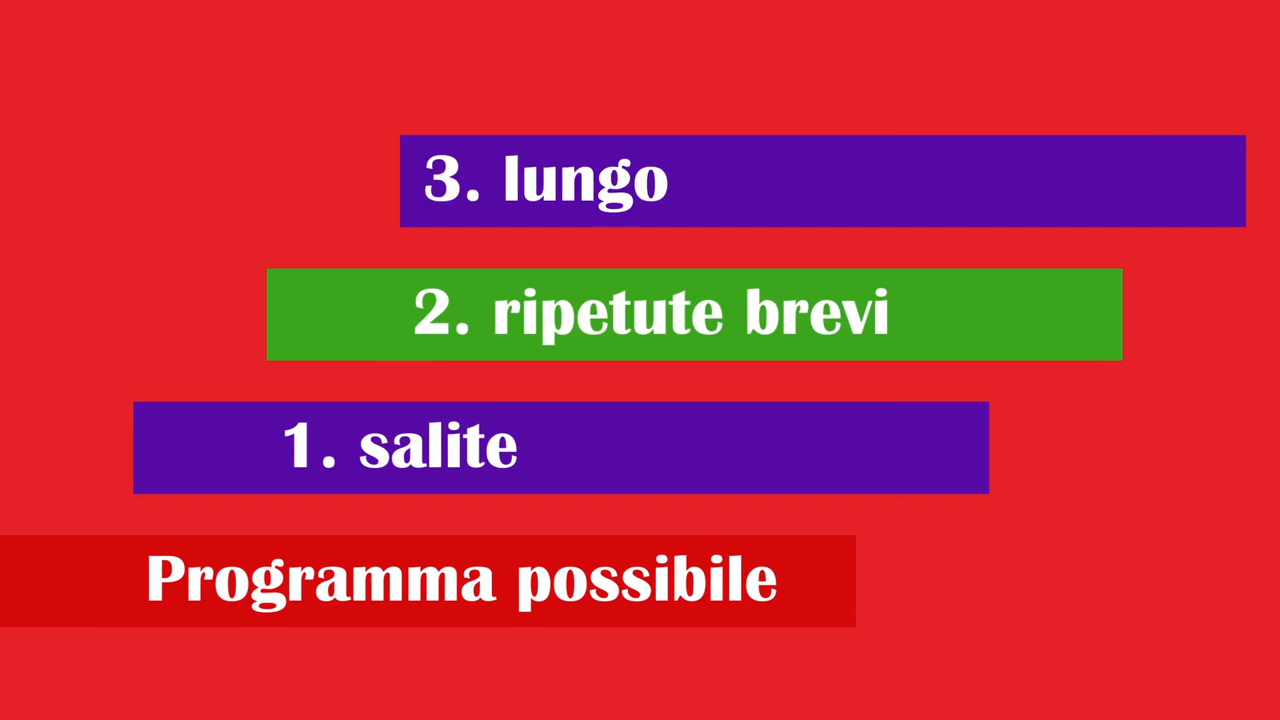 3. lungo
2. ripetute brevi
1. salite
Programma possibile